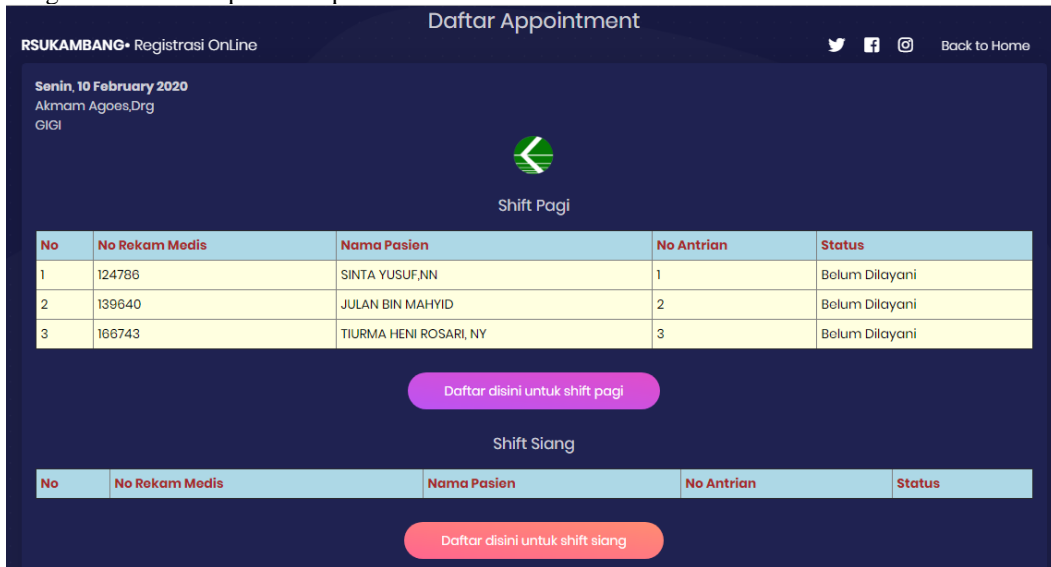 Daftar Appointment
RSUKAMBANG• Registrasi OnLine
Back to Home
Senin, 10 February 2020
Akmam Agoes,Drg
GIGI
Shift Pagi
No No Rekam Medis Nama Pasien No Antrian Status
1 124786 SINTA YUSUF,NN 1 Belum Dilayani
2 139640 JULAN BIN MAHYID 2 Belum Dilayani
3 166743 TIURMA HENI ROSARI, NY 3 Belum Dilayani
Daftar disini untuk shift pagi
Shift Siang
No No Rekam Medis Nama Pasien No Antrian Status
Daftar disini untuk shift siang